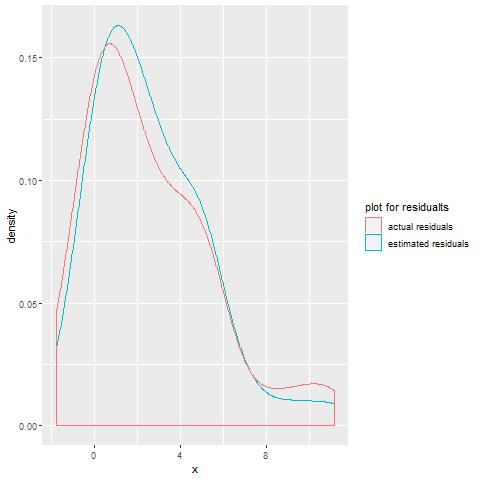 0.15
0.10
0.05
0.00
density
0
4
8
x
plot for residualts
actual residuals
estimated residuals